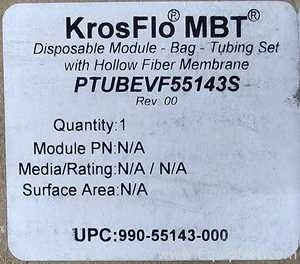 KrosFlo® MBT®
Disposable Module - Bag - Tubing Set
with Hollow Fiber Membrane
PTUBEVF55143S
Rev 00
Quantity:1
Module PN:N/A
Media/Rating:N/A / N/A
Surface Area:N/A
UPC:990-55143-000